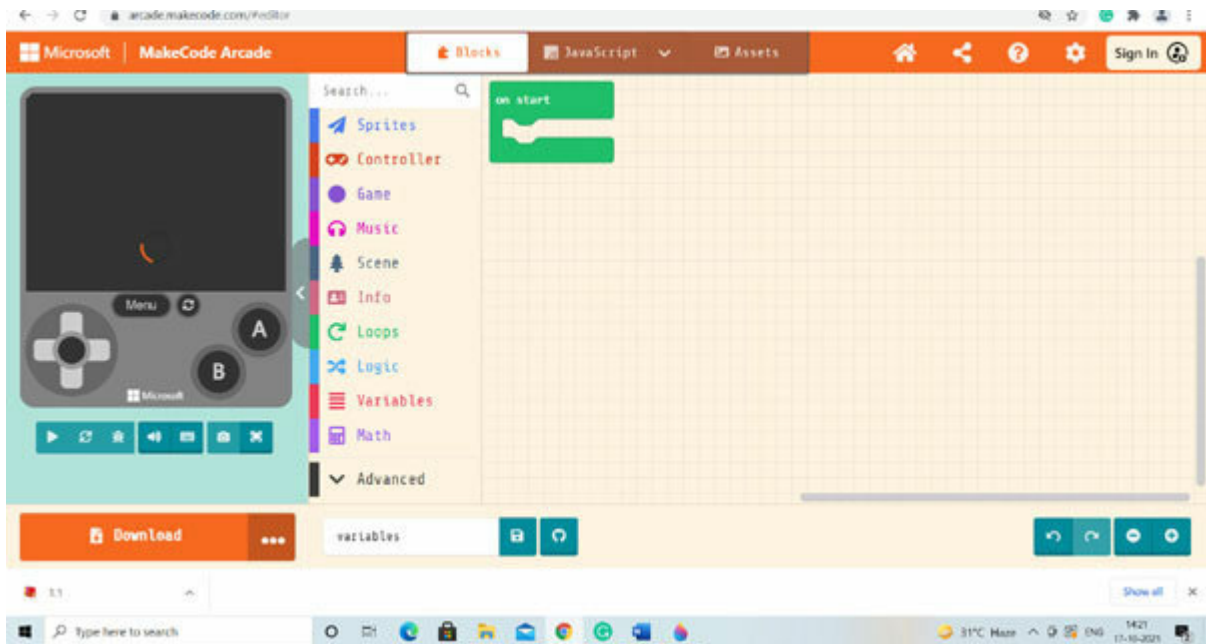 arcade.makecode.com/#editor
Microsoft | MakeCode Arcade
Blocks
JavaScript
Assets
Sign In
Search...
on start
Sprites
Controller
Game
Music
Scene
Info
Loops
Logic
Variables
Math
Advanced
Menu
A
B
Microsoft
Download
variables
3.1
Show all
Type here to search
31°C Haze
ENG
14:21
17-10-2021